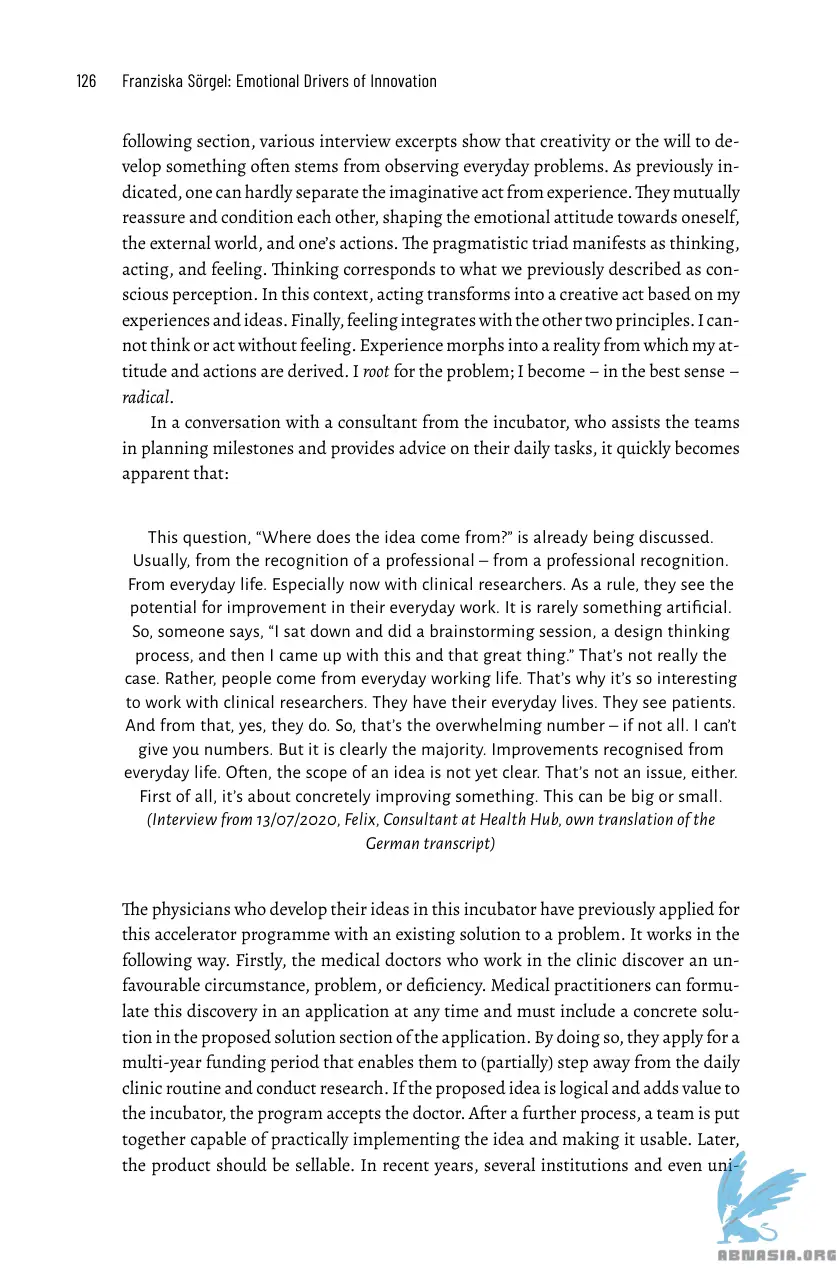 126 Franziska Sörgel: Emotional Drivers of Innovation
following section, various interview excerpts show that creativity or the will to de-
velop something often stems from observing everyday problems. As previously in-
dicated, one can hardly separate the imaginative act from experience. They mutually
reassure and condition each other, shaping the emotional attitude towards oneself,
the external world, and one’s actions. The pragmatistic triad manifests as thinking,
acting, and feeling. Thinking corresponds to what we previously described as con-
scious perception. In this context, acting transforms into a creative act based on my
experiences and ideas. Finally, feeling integrates with the other two principles. I can-
not think or act without feeling. Experience morphs into a reality from which my at-
titude and actions are derived. I root for the problem; I become – in the best sense –
radical.
In a conversation with a consultant from the incubator, who assists the teams
in planning milestones and provides advice on their daily tasks, it quickly becomes
apparent that:
This question, “Where does the idea come from?” is already being discussed.
Usually, from the recognition of a professional – from a professional recognition.
From everyday life. Especially now with clinical researchers. As a rule, they see the
potential for improvement in their everyday work. It is rarely something artificial.
So, someone says, “I sat down and did a brainstorming session, a design thinking
process, and then I came up with this and that great thing.” That’s not really the
case. Rather, people come from everyday working life. That’s why it’s so interesting
to work with clinical researchers. They have their everyday lives. They see patients.
And from that, yes, they do. So, that’s the overwhelming number – if not all. I can’t
give you numbers. But it is clearly the majority. Improvements recognised from
everyday life. Often, the scope of an idea is not yet clear. That’s not an issue, either.
First of all, it’s about concretely improving something. This can be big or small.
(Interview from 13/07/2020, Felix, Consultant at Health Hub, own translation of the
German transcript)
The physicians who develop their ideas in this incubator have previously applied for
this accelerator programme with an existing solution to a problem. It works in the
following way. Firstly, the medical doctors who work in the clinic discover an un-
favourable circumstance, problem, or deficiency. Medical practitioners can formu-
late this discovery in an application at any time and must include a concrete solu-
tion in the proposed solution section of the application. By doing so, they apply for a
multi-year funding period that enables them to (partially) step away from the daily
clinic routine and conduct research. If the proposed idea is logical and adds value to
the incubator, the program accepts the doctor. After a further process, a team is put
together capable of practically implementing the idea and making it usable. Later,
the product should be sellable. In recent years, several institutions and even uni-
ABNASIA.ORG